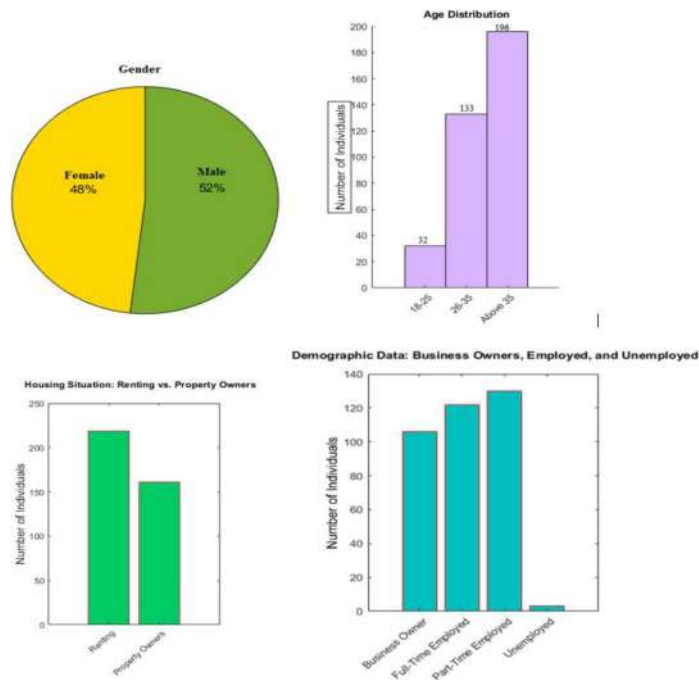 Gender
Female
48%
Male
52%
Age Distribution
Number of Individuals
200
180
160
140
120
100
80
60
40
20
0
32
133
196
18-25
26-35
Above 35
Housing Situation: Renting vs. Property Owners
Number of Individuals
250
200
150
100
50
0
Renting
Property Owners
Demographic Data: Business Owners, Employed, and Unemployed
Number of Individuals
140
120
100
80
60
40
20
0
Business Owner
Full-Time Employed
Part-Time Employed
Unemployed